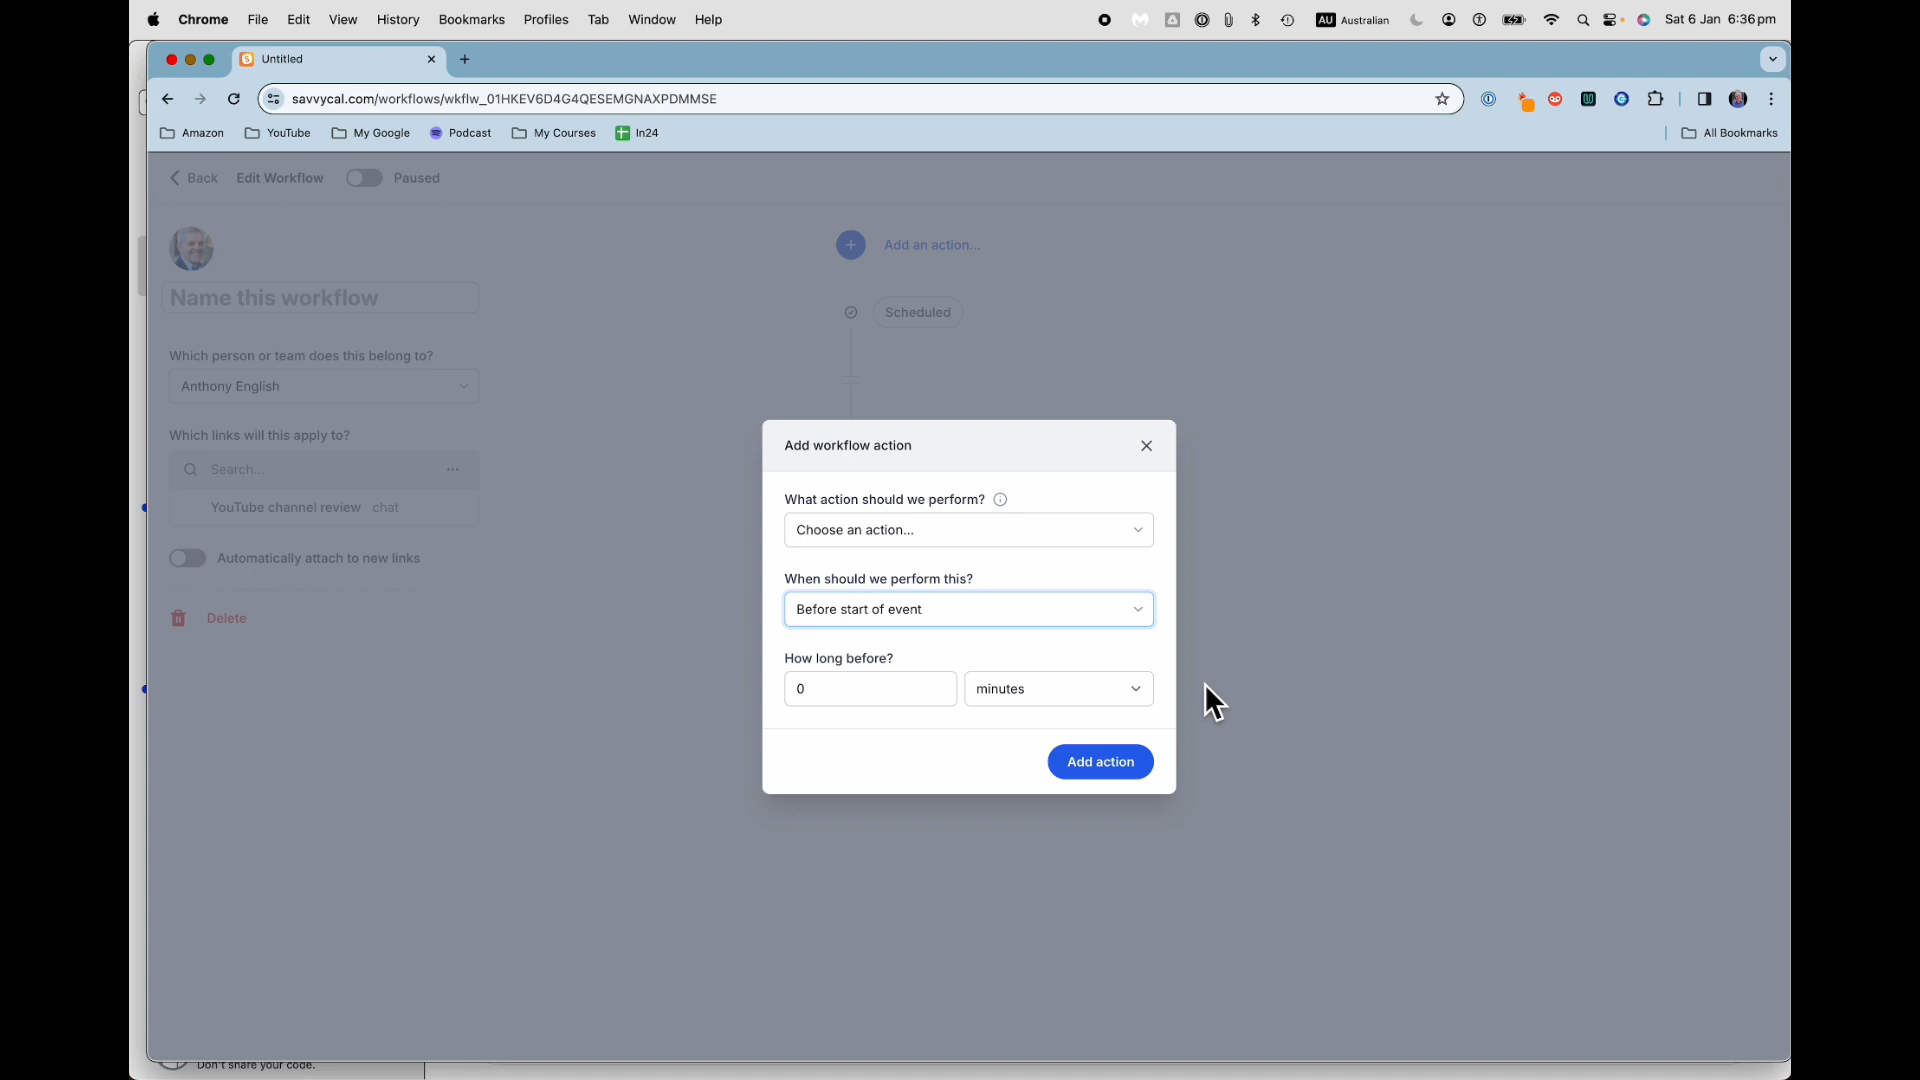 Chrome File Edit View History Bookmarks Profiles Tab Window Help
AU Australian Sat 6 Jan 6:36 pm
Untitled
savvycal.com/workflows/wkflw_01HKEV6D4G4QESEMGNAXPDMMSE
Amazon YouTube My Google Podcast My Courses In24 All Bookmarks
Back Edit Workflow Paused
Add an action...
Name this workflow
Scheduled
Which person or team does this belong to?
Anthony English
Which links will this apply to?
Search...
YouTube channel review chat
Automatically attach to new links
Delete
Add workflow action
What action should we perform?
Choose an action...
When should we perform this?
Before start of event
How long before?
0 minutes
Add action
Don't share your code.